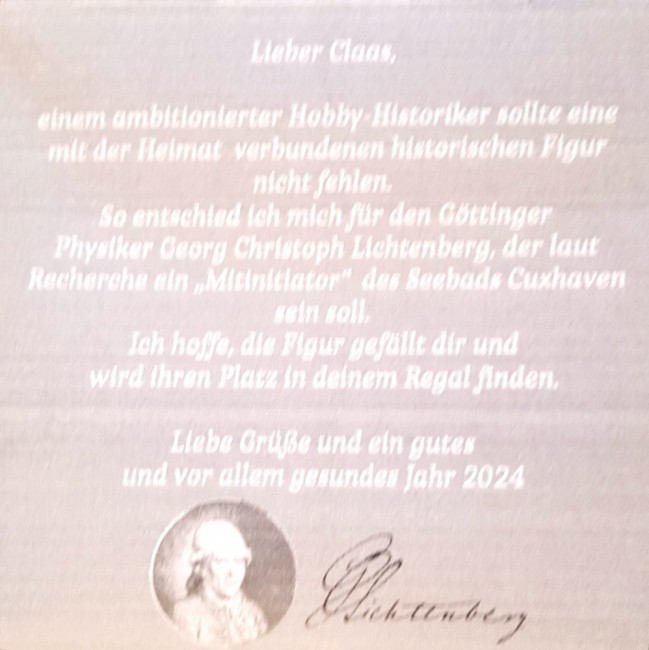 Lieber Claas,
einem ambitionierter Hobby-Historiker sollte eine
mit der Heimat verbundenen historischen Figur
nicht fehlen.
So entschied ich mich für den Göttinger
Physiker Georg Christoph Lichtenberg, der laut
Recherche ein „Mitinitiator“ des Seebads Cuxhaven
sein soll.
Ich hoffe, die Figur gefällt dir und
wird ihren Platz in deinem Regal finden.
Liebe Grüße und ein gutes
und vor allem gesundes Jahr 2024
GCLichtenberg